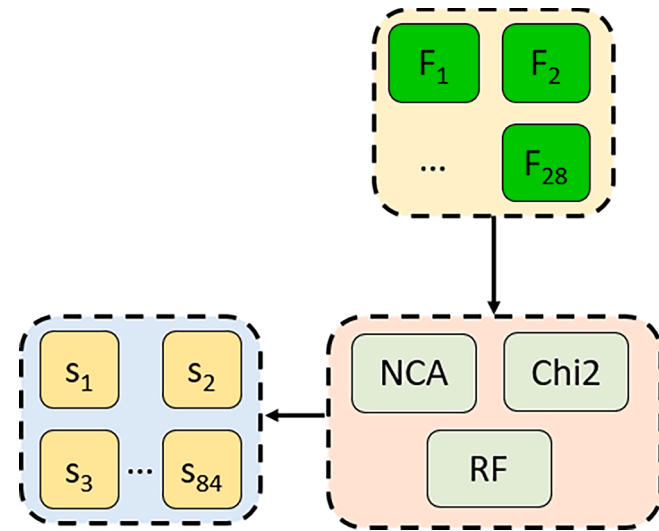 F₁ F₂
... F₂₈
NCA Chi2
RF
s₁ s₂
s₃ ... s₈₄